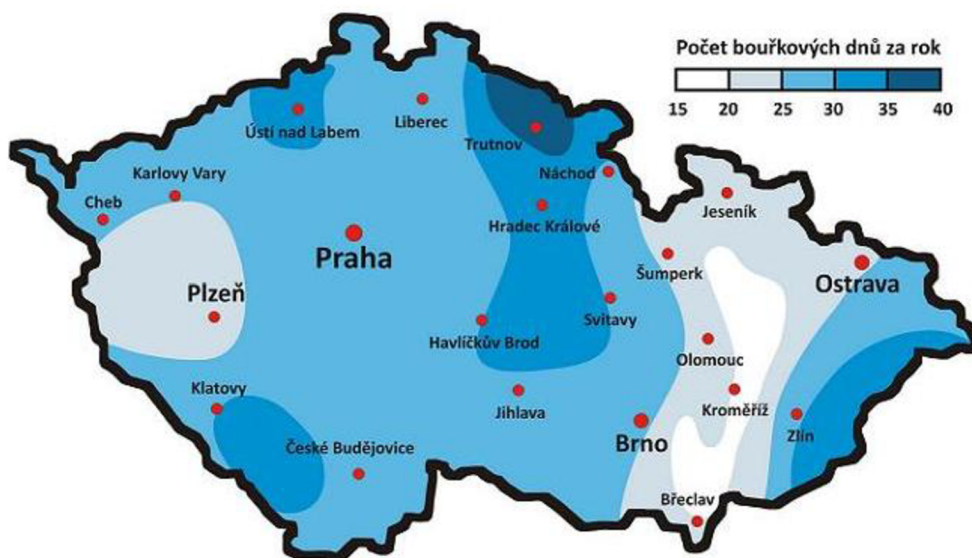 Počet bouřkových dnů za rok
15 20 25 30 35 40
Ústí nad Labem
Liberec
Trutnov
Karlovy Vary
Náchod
Cheb
Jeseník
Hradec Králové
Praha
Šumperk
Ostrava
Plzeň
Svitavy
Havlíčkův Brod
Olomouc
Klatovy
Jihlava
Kroměříž
Zlín
Brno
České Budějovice
Břeclav